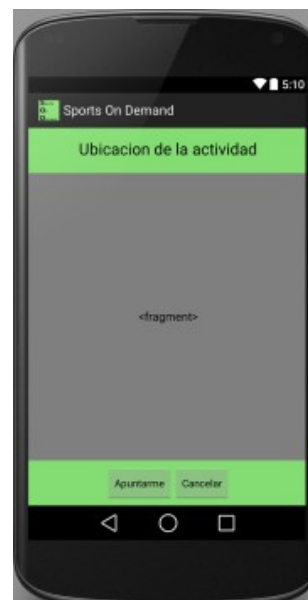 5:10
Sports On Demand
Ubicacion de la actividad
<fragment>
Apuntarme Cancelar